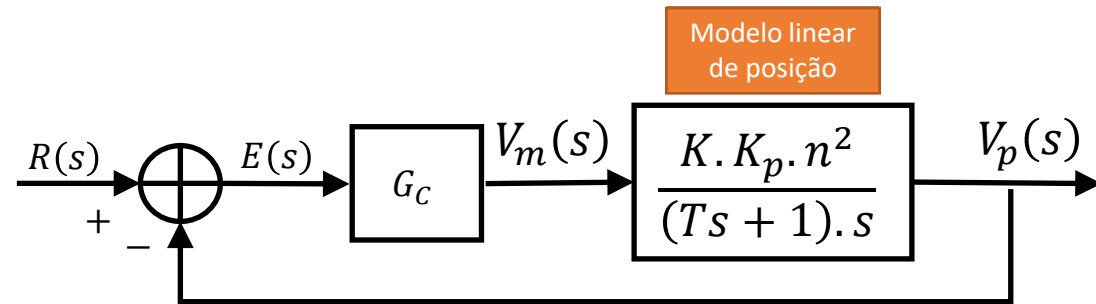 Modelo linear
de posição
R(s)
+
−
E(s)
G_C
V_m(s)
K.K_p.n^2
(Ts + 1).s
V_p(s)